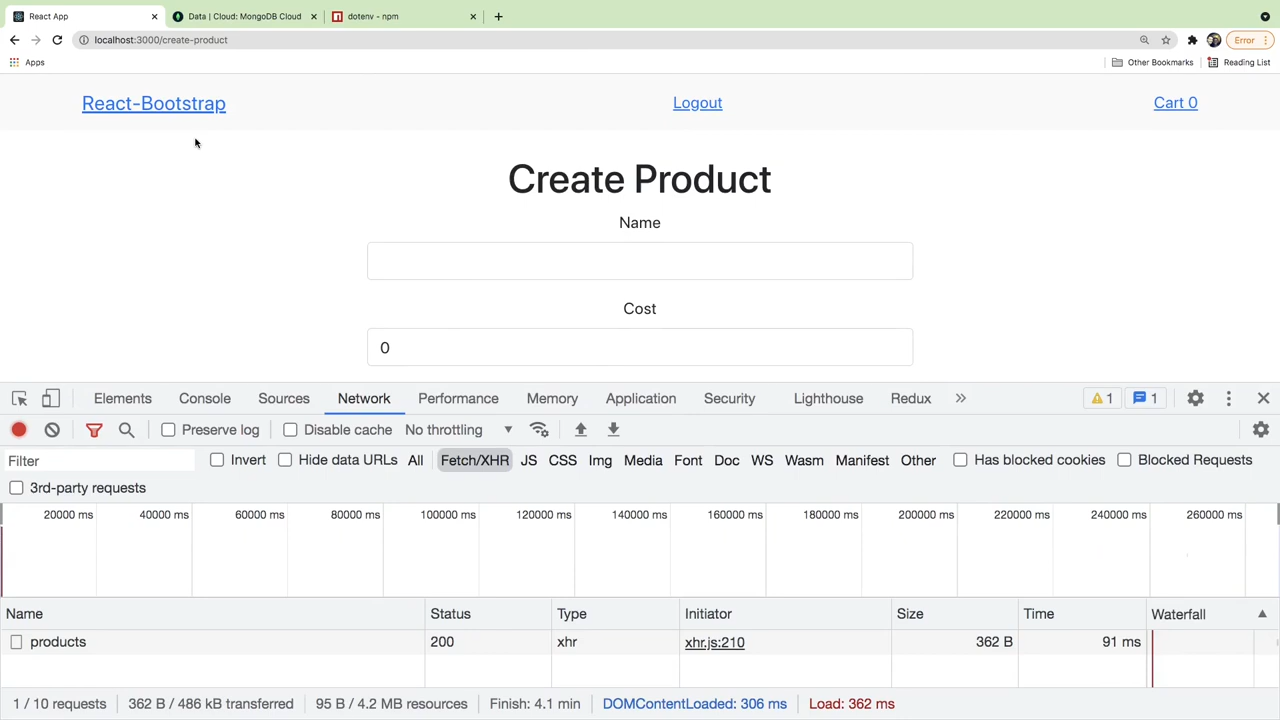 React App
Data | Cloud: MongoDB Cloud
dotenv - npm
localhost:3000/create-product
Error
Apps
Other Bookmarks
Reading List
React-Bootstrap
Logout
Cart 0
Create Product
Name
Cost
0
Elements
Console
Sources
Network
Performance
Memory
Application
Security
Lighthouse
Redux
1
1
Preserve log
Disable cache
No throttling
Filter
Invert
Hide data URLs
All
Fetch/XHR
JS
CSS
Img
Media
Font
Doc
WS
Wasm
Manifest
Other
Has blocked cookies
Blocked Requests
3rd-party requests
20000 ms
40000 ms
60000 ms
80000 ms
100000 ms
120000 ms
140000 ms
160000 ms
180000 ms
200000 ms
220000 ms
240000 ms
260000 ms
Name
Status
Type
Initiator
Size
Time
Waterfall
products
200
xhr
xhr.js:210
362 B
91 ms
1 / 10 requests
362 B / 486 kB transferred
95 B / 4.2 MB resources
Finish: 4.1 min
DOMContentLoaded: 306 ms
Load: 362 ms